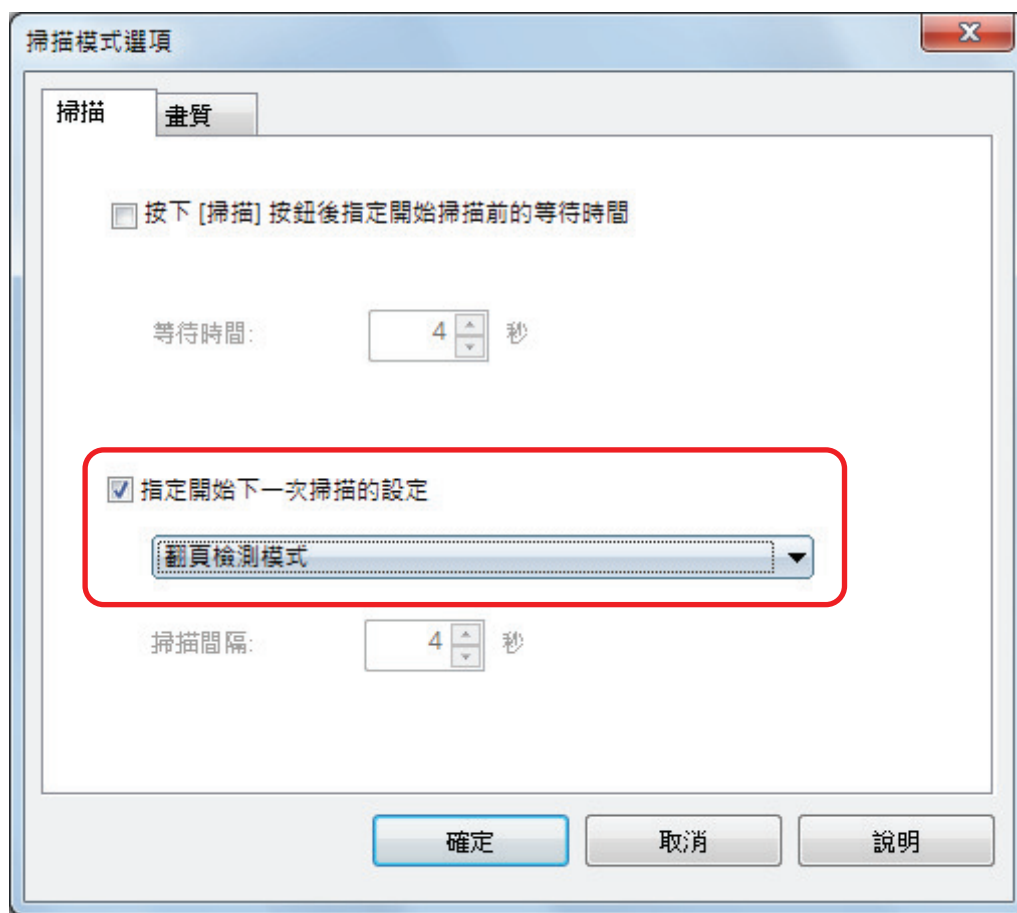 掃描模式選項
掃描
畫質
按下 [掃描] 按鈕後指定開始掃描前的等待時間
等待時間: 4 秒
指定開始下一次掃描的設定
翻頁檢測模式
掃描間隔: 4 秒
確定 取消 說明